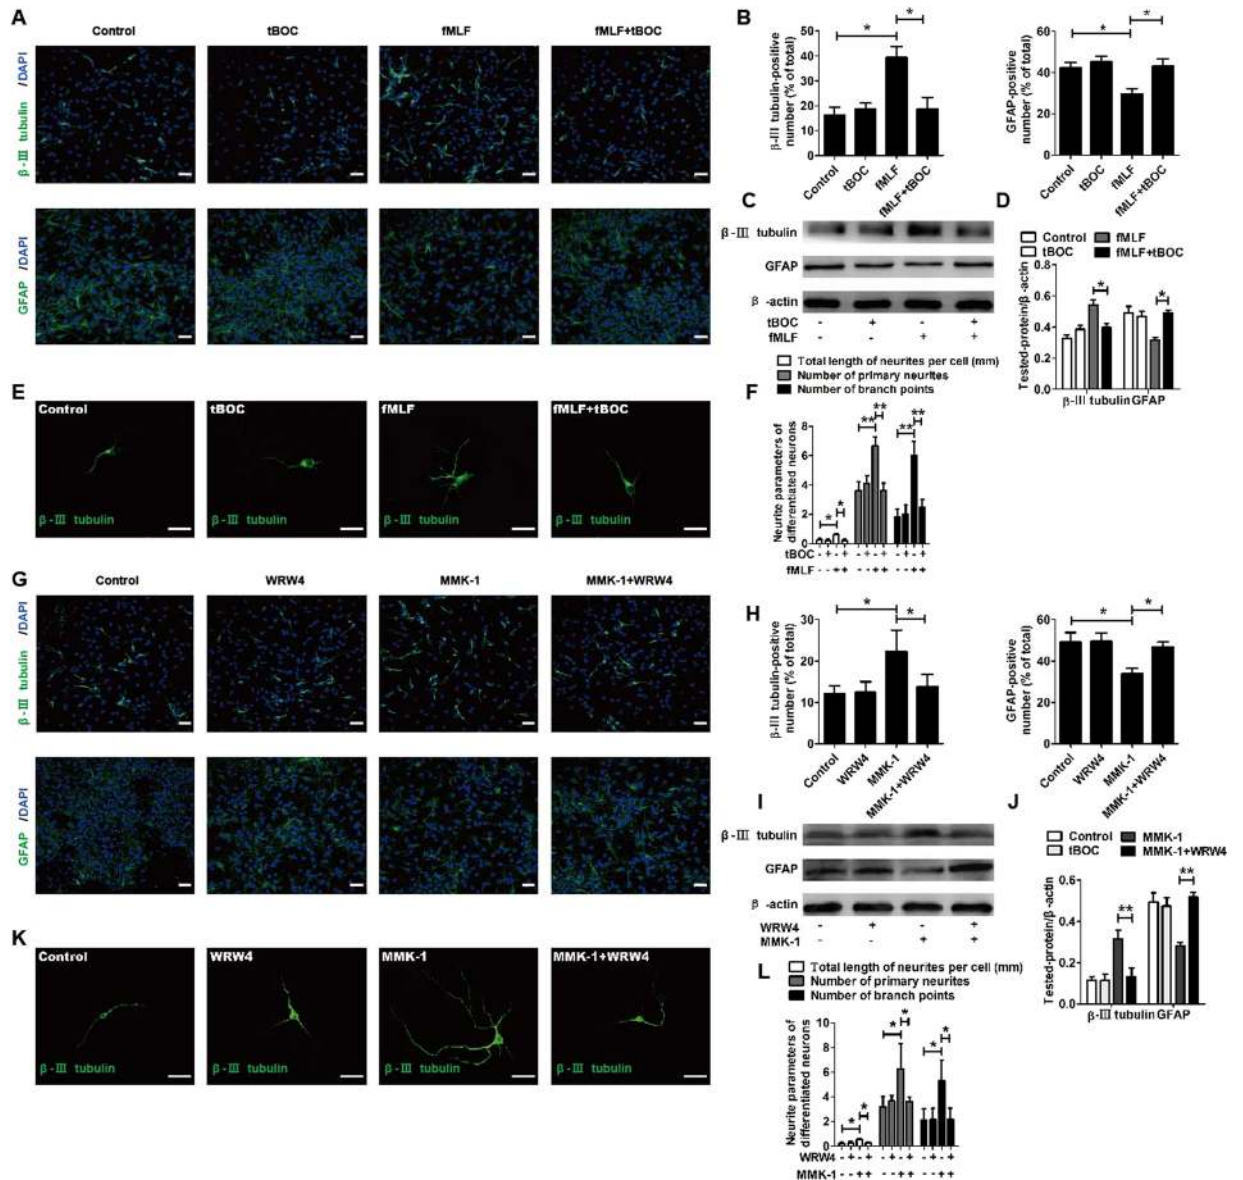 A
Control
tBOC
fMLF
fMLF+tBOC
β-III tubulin /DAPI
GFAP /DAPI
B
β-III tubulin-positive
number (% of total)
50
40
30
20
10
0
*
*
Control
tBOC
fMLF
fMLF+tBOC
GFAP-positive
number (% of total)
60
40
20
0
*
*
Control
tBOC
fMLF
fMLF+tBOC
C
β-III tubulin
GFAP
β -actin
tBOC - + - +
fMLF - - + +
D
Control
fMLF
tBOC
fMLF+tBOC
Tested-protein/β-actin
0.8
0.6
0.4
0.2
0.0
*
*
β-III tubulin GFAP
E
Control
tBOC
fMLF
fMLF+tBOC
β-III tubulin
β-III tubulin
β-III tubulin
β-III tubulin
Total length of neurites per cell (mm)
Number of primary neurites
Number of branch points
F
Neurite parameters of
differentiated neurons
8
6
4
2
0
* * ** ** ** **
tBOC - + - + - + - + - + - +
fMLF - - + + - - + + - - + +
G
Control
WRW4
MMK-1
MMK-1+WRW4
β-III tubulin /DAPI
GFAP /DAPI
H
β-III tubulin-positive
number (% of total)
30
20
10
0
*
*
Control
WRW4
MMK-1
MMK-1+WRW4
GFAP-positive
number (% of total)
60
40
20
0
*
*
Control
WRW4
MMK-1
MMK-1+WRW4
I
β-III tubulin
GFAP
β -actin
WRW4 - + - +
MMK-1 - - + +
J
Control
MMK-1
tBOC
MMK-1+WRW4
Tested-protein/β-actin
0.6
0.4
0.2
0.0
**
**
β-III tubulin GFAP
K
Control
WRW4
MMK-1
MMK-1+WRW4
β-III tubulin
β-III tubulin
β-III tubulin
β-III tubulin
L
Total length of neurites per cell (mm)
Number of primary neurites
Number of branch points
Neurite parameters of
differentiated neurons
10
8
6
4
2
0
* * * * * *
WRW4 - + - + - + - + - + - +
MMK-1 - - + + - - + + - - + +